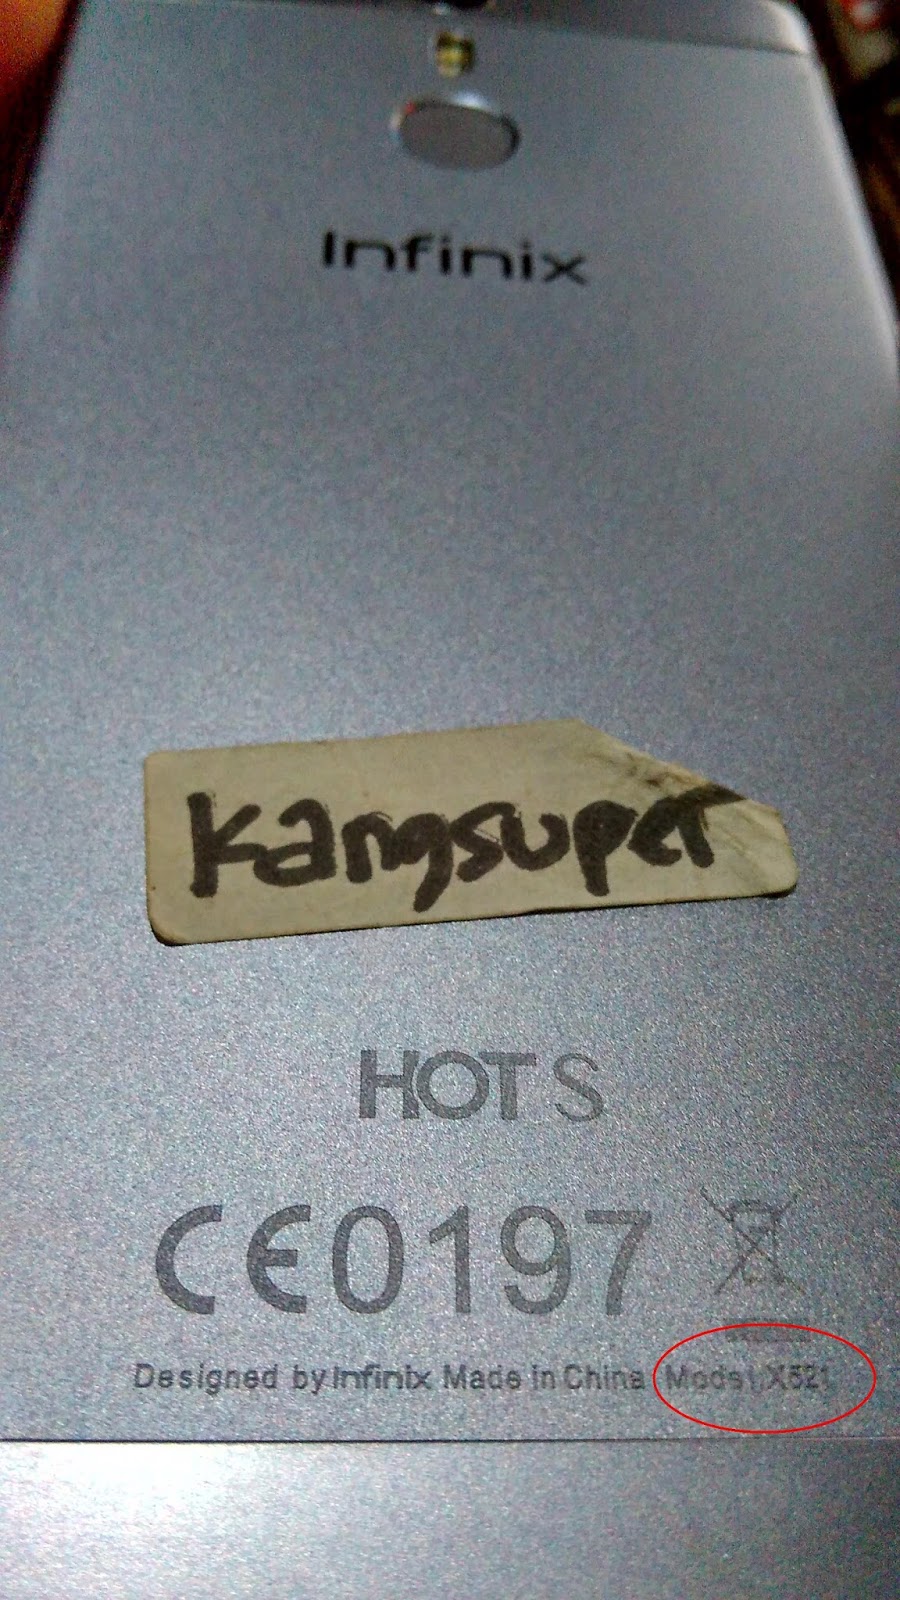 Infinix
Kangsuper
HOT S
CE0197
Designed by Infinix Made in China Model X521